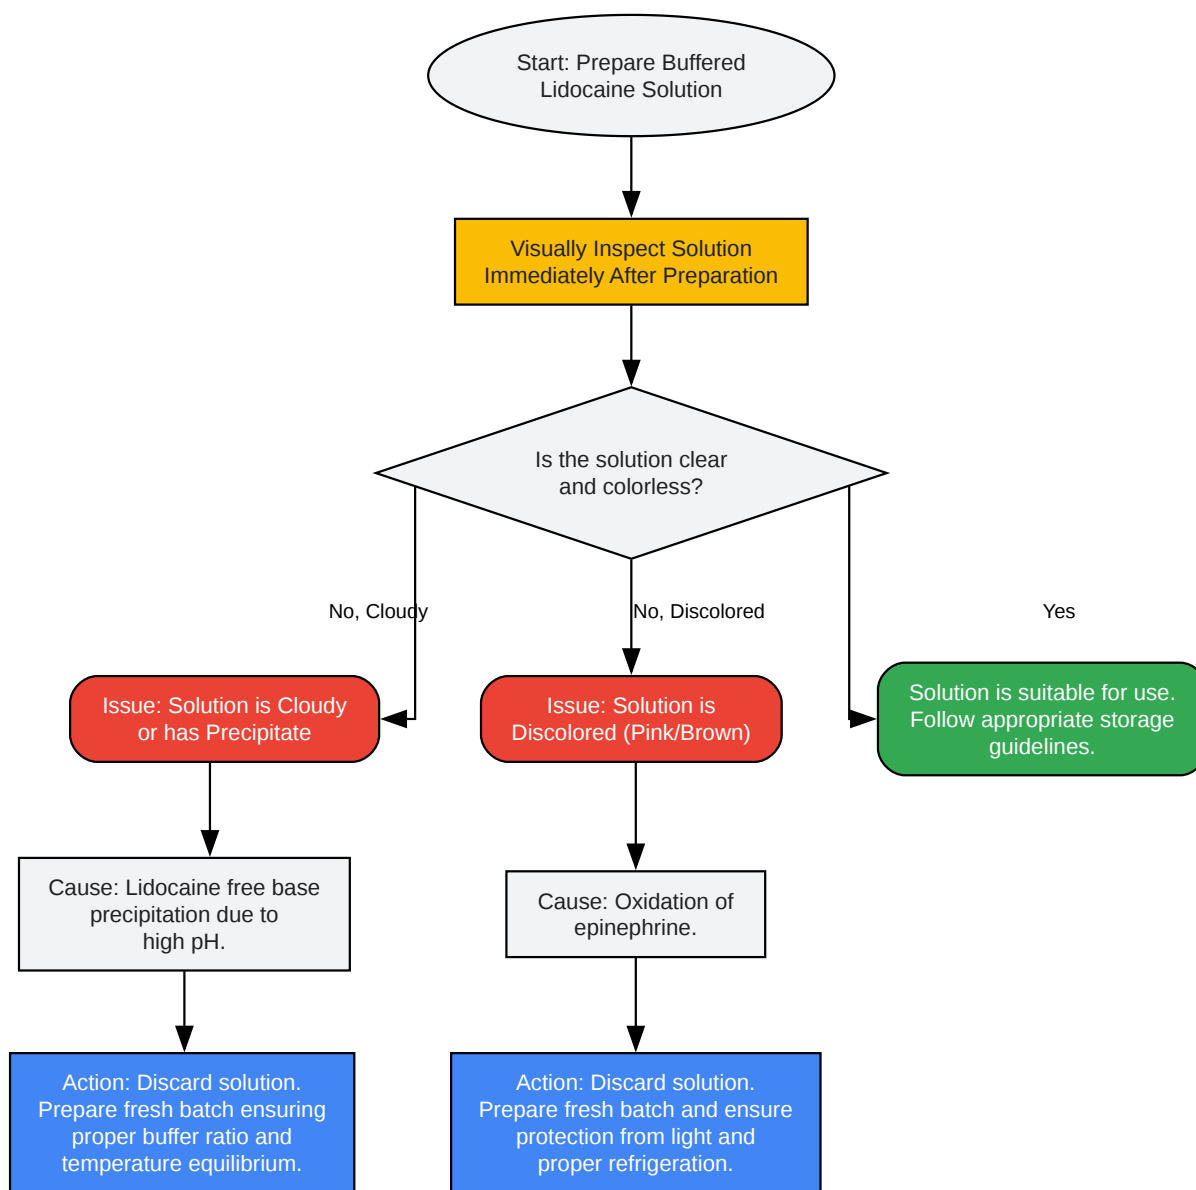 Start: Prepare Buffered
Lidocaine Solution
Visually Inspect Solution
Immediately After Preparation
Is the solution clear
and colorless?
No, Cloudy
No, Discolored
Yes
Issue: Solution is Cloudy
or has Precipitate
Issue: Solution is
Discolored (Pink/Brown)
Solution is suitable for use.
Follow appropriate storage
guidelines.
Cause: Lidocaine free base
precipitation due to
high pH.
Cause: Oxidation of
epinephrine.
Action: Discard solution.
Prepare fresh batch ensuring
proper buffer ratio and
temperature equilibrium.
Action: Discard solution.
Prepare fresh batch and ensure
protection from light and
proper refrigeration.